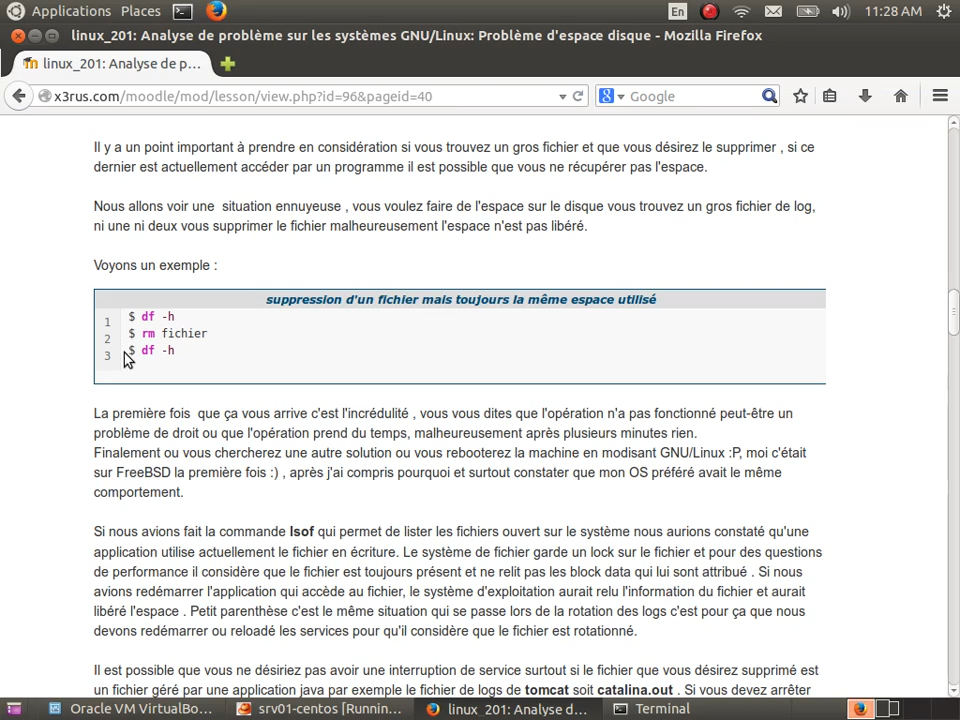 Applications Places En 11:28 AM
linux_201: Analyse de problème sur les systèmes GNU/Linux: Problème d'espace disque - Mozilla Firefox
linux_201: Analyse de p...
x3rus.com/moodle/mod/lesson/view.php?id=96&pageid=40 Google
Il y a un point important à prendre en considération si vous trouvez un gros fichier et que vous désirez le supprimer , si ce
dernier est actuellement accéder par un programme il est possible que vous ne récupérer pas l'espace.
Nous allons voir une  situation ennuyeuse , vous voulez faire de l'espace sur le disque vous trouvez un gros fichier de log,
ni une ni deux vous supprimer le fichier malheureusement l'espace n'est pas libéré.
Voyons un exemple :
suppression d'un fichier mais toujours la même espace utilisé
1 $ df -h
2 $ rm fichier
3 $ df -h
La première fois  que ça vous arrive c'est l'incrédulité , vous vous dites que l'opération n'a pas fonctionné peut-être un
problème de droit ou que l'opération prend du temps, malheureusement après plusieurs minutes rien.
Finalement ou vous chercherez une autre solution ou vous rebooterez la machine en modisant GNU/Linux :P, moi c'était
sur FreeBSD la première fois :) , après j'ai compris pourquoi et surtout constater que mon OS préféré avait le même
comportement.
Si nous avions fait la commande lsof qui permet de lister les fichiers ouvert sur le système nous aurions constaté qu'une
application utilise actuellement le fichier en écriture. Le système de fichier garde un lock sur le fichier et pour des questions
de performance il considère que le fichier est toujours présent et ne relit pas les block data qui lui sont attribué . Si nous
avions redémarrer l'application qui accède au fichier, le système d'exploitation aurait relu l'information du fichier et aurait
libéré l'espace . Petit parenthèse c'est le même situation qui se passe lors de la rotation des logs c'est pour ça que nous
devons redémarrer ou reloadé les services pour qu'il considère que le fichier est rotationné.
Il est possible que vous ne désiriez pas avoir une interruption de service surtout si le fichier que vous désirez supprimé est
un fichier géré par une application java par exemple le fichier de logs de tomcat soit catalina.out . Si vous devez arrêter
Oracle VM VirtualBo... srv01-centos [Runnin... linux_201: Analyse d... Terminal